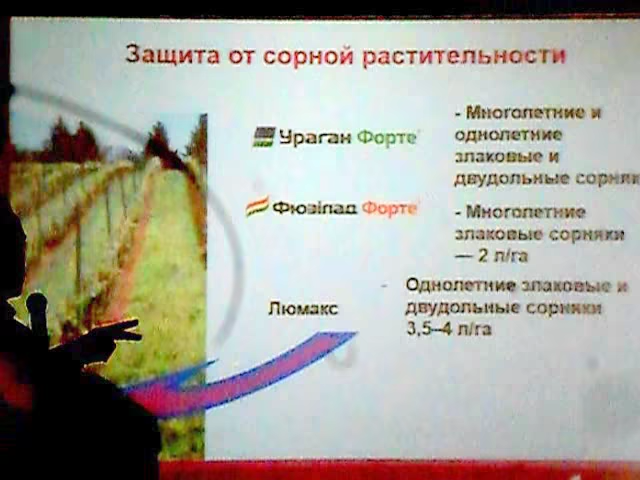 Защита от сорной растительности
Ураган Форте
- Многолетние и
однолетние
злаковые и
двудольные сорняк
Фюзілад Форте
- Многолетние
злаковые сорняки
— 2 л/га
Люмакс
- Однолетние злаковые и
двудольные сорняки
3,5–4 л/га